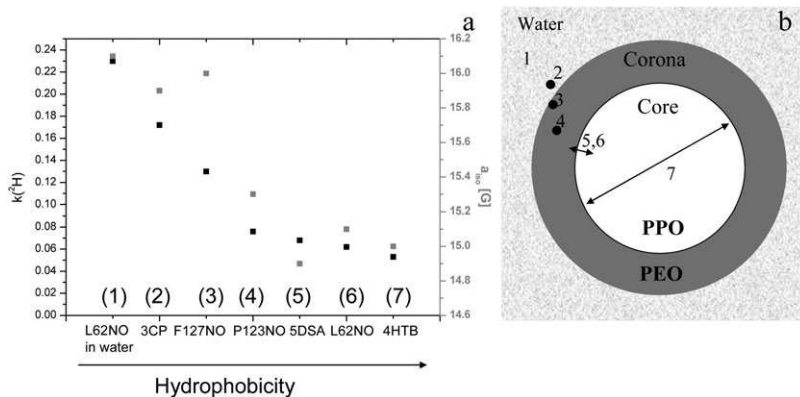 a
0.24
0.22
0.20
0.18
0.16
0.14
0.12
0.10
0.08
0.06
0.04
0.02
0.00
k(²H)
16.2
16.0
15.8
15.6
15.4
15.2
15.0
14.8
14.6
a iso [G]
(1) (2) (3) (4) (5) (6) (7)
L62NO 3CP F127NO P123NO 5DSA L62NO 4HTB
in water
Hydrophobicity
b
Water
1
2
3
4
5,6
7
Corona
Core
PPO
PEO